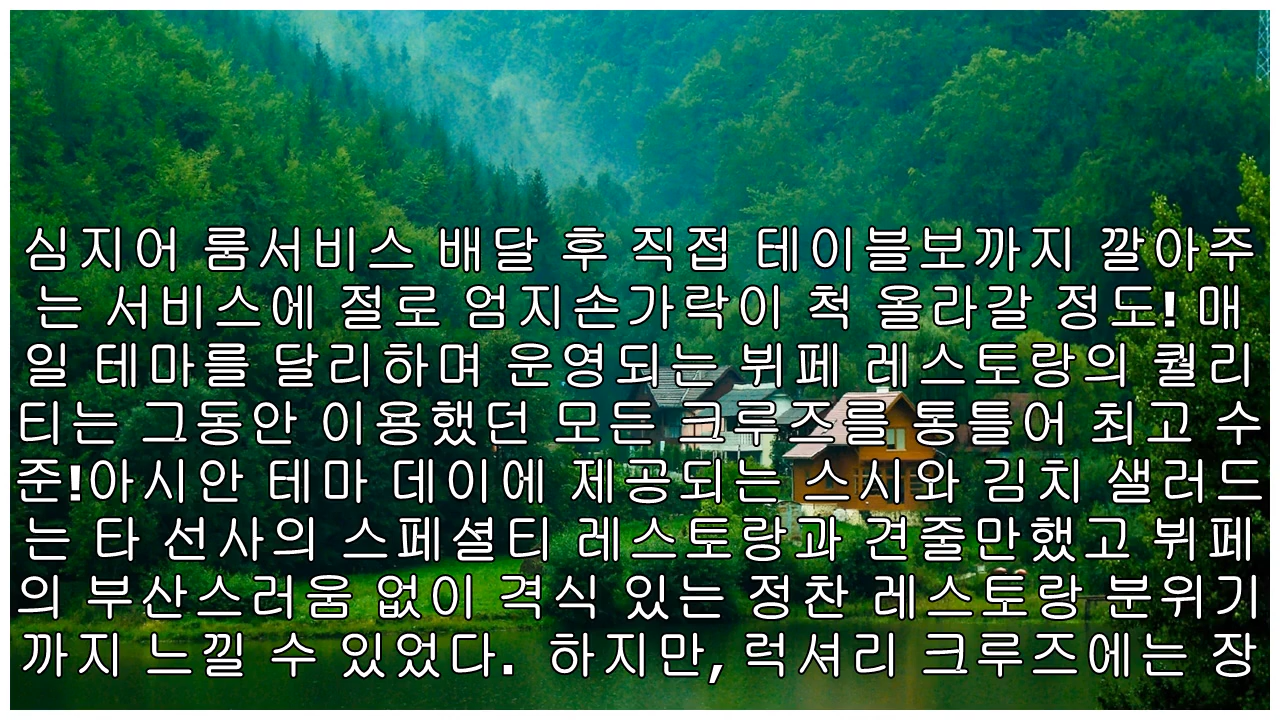 심지어 룸서비스 배달 후 직접 테이블보까지 깔아주
는 서비스에 절로 엄지손가락이 척 올라갈 정도! 매
일 테마를 달리하며 운영되는 뷔페 레스토랑의 퀄리
티는 그동안 이용했던 모든 크루즈를 통틀어 최고 수
준!아시안 테마 데이에 제공되는 스시와 김치 샐러드
는 타 선사의 스페셜티 레스토랑과 견줄만했고 뷔페
의 부산스러움 없이 격식 있는 정찬 레스토랑 분위기
까지 느낄 수 있었다.  하지만, 럭셔리 크루즈에는 장